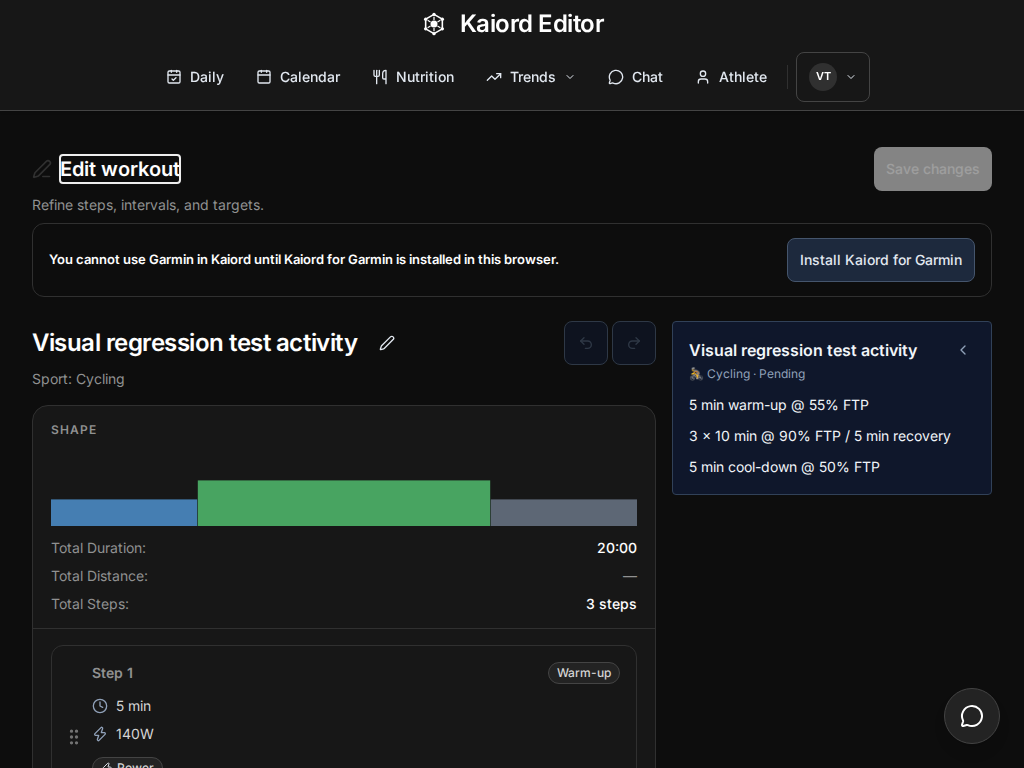 Kaiord Editor
Daily Calendar Nutrition Trends Chat Athlete VT
Edit workout
Save changes
Refine steps, intervals, and targets.
You cannot use Garmin in Kaiord until Kaiord for Garmin is installed in this browser.
Install Kaiord for Garmin
Visual regression test activity
Sport: Cycling
SHAPE
Total Duration: 20:00
Total Distance: —
Total Steps: 3 steps
Step 1 Warm-up
5 min
140W
Power
Visual regression test activity
Cycling · Pending
5 min warm-up @ 55% FTP
3 × 10 min @ 90% FTP / 5 min recovery
5 min cool-down @ 50% FTP